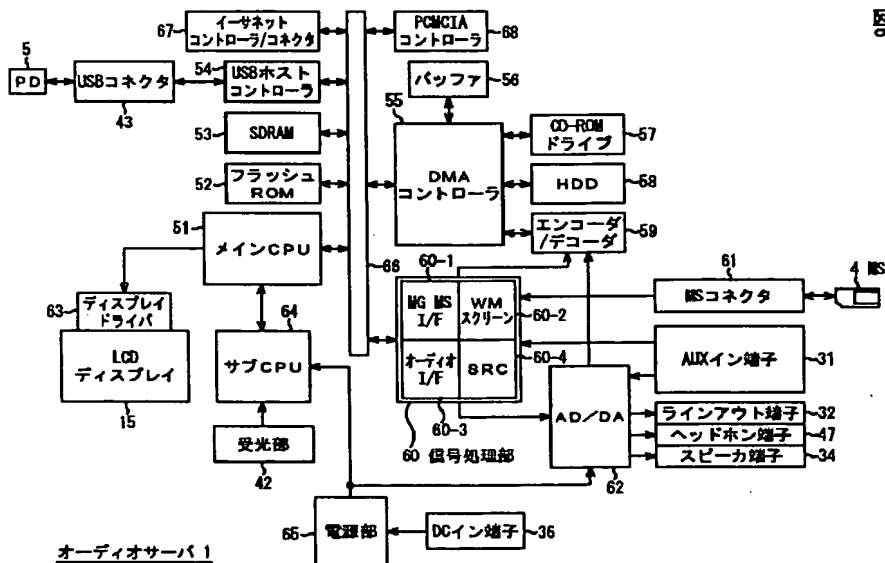 図6
67
イーサネット
コントローラ/コネクタ
PCMCIA
コントローラ
68
5
PD
USBコネクタ
43
54
USBホスト
コントローラ
バッファ
56
53
SDRAM
55
DMA
コントローラ
CD-ROM
ドライブ
57
52
フラッシュ
ROM
HDD
58
51
メインCPU
エンコーダ
/デコーダ
59
66
60-1
MG MS
I/F
WM
スクリーン
60-2
61
MSコネクタ
4 MS
63
ディスプレイ
ドライバ
LCD
ディスプレイ
15
64
サブCPU
オーディオ
I/F
SRC
60-4
60-3
60 信号処理部
AUXイン端子
31
AD/DA
62
ラインアウト端子
32
ヘッドホン端子
47
スピーカ端子
34
受光部
42
65
電源部
DCイン端子
36
オーディオサーバ 1